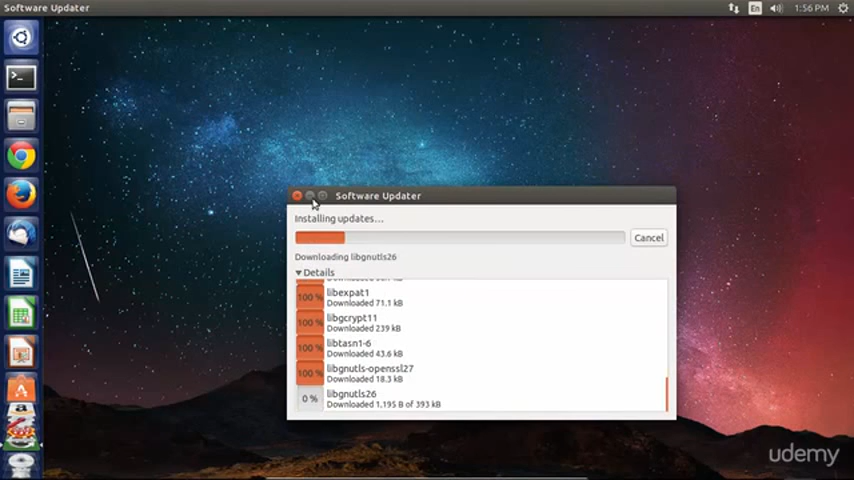 Software Updater
En
1:56 PM
Software Updater
Installing updates...
Cancel
Downloading libgnutls26
Details
100 %
libexpat1
Downloaded 71.1 kB
100 %
libgcrypt11
Downloaded 239 kB
100 %
libtasn1-6
Downloaded 43.6 kB
100 %
libgnutls-openssl27
Downloaded 18.3 kB
0 %
libgnutls26
Downloaded 1,195 B of 393 kB
udemy